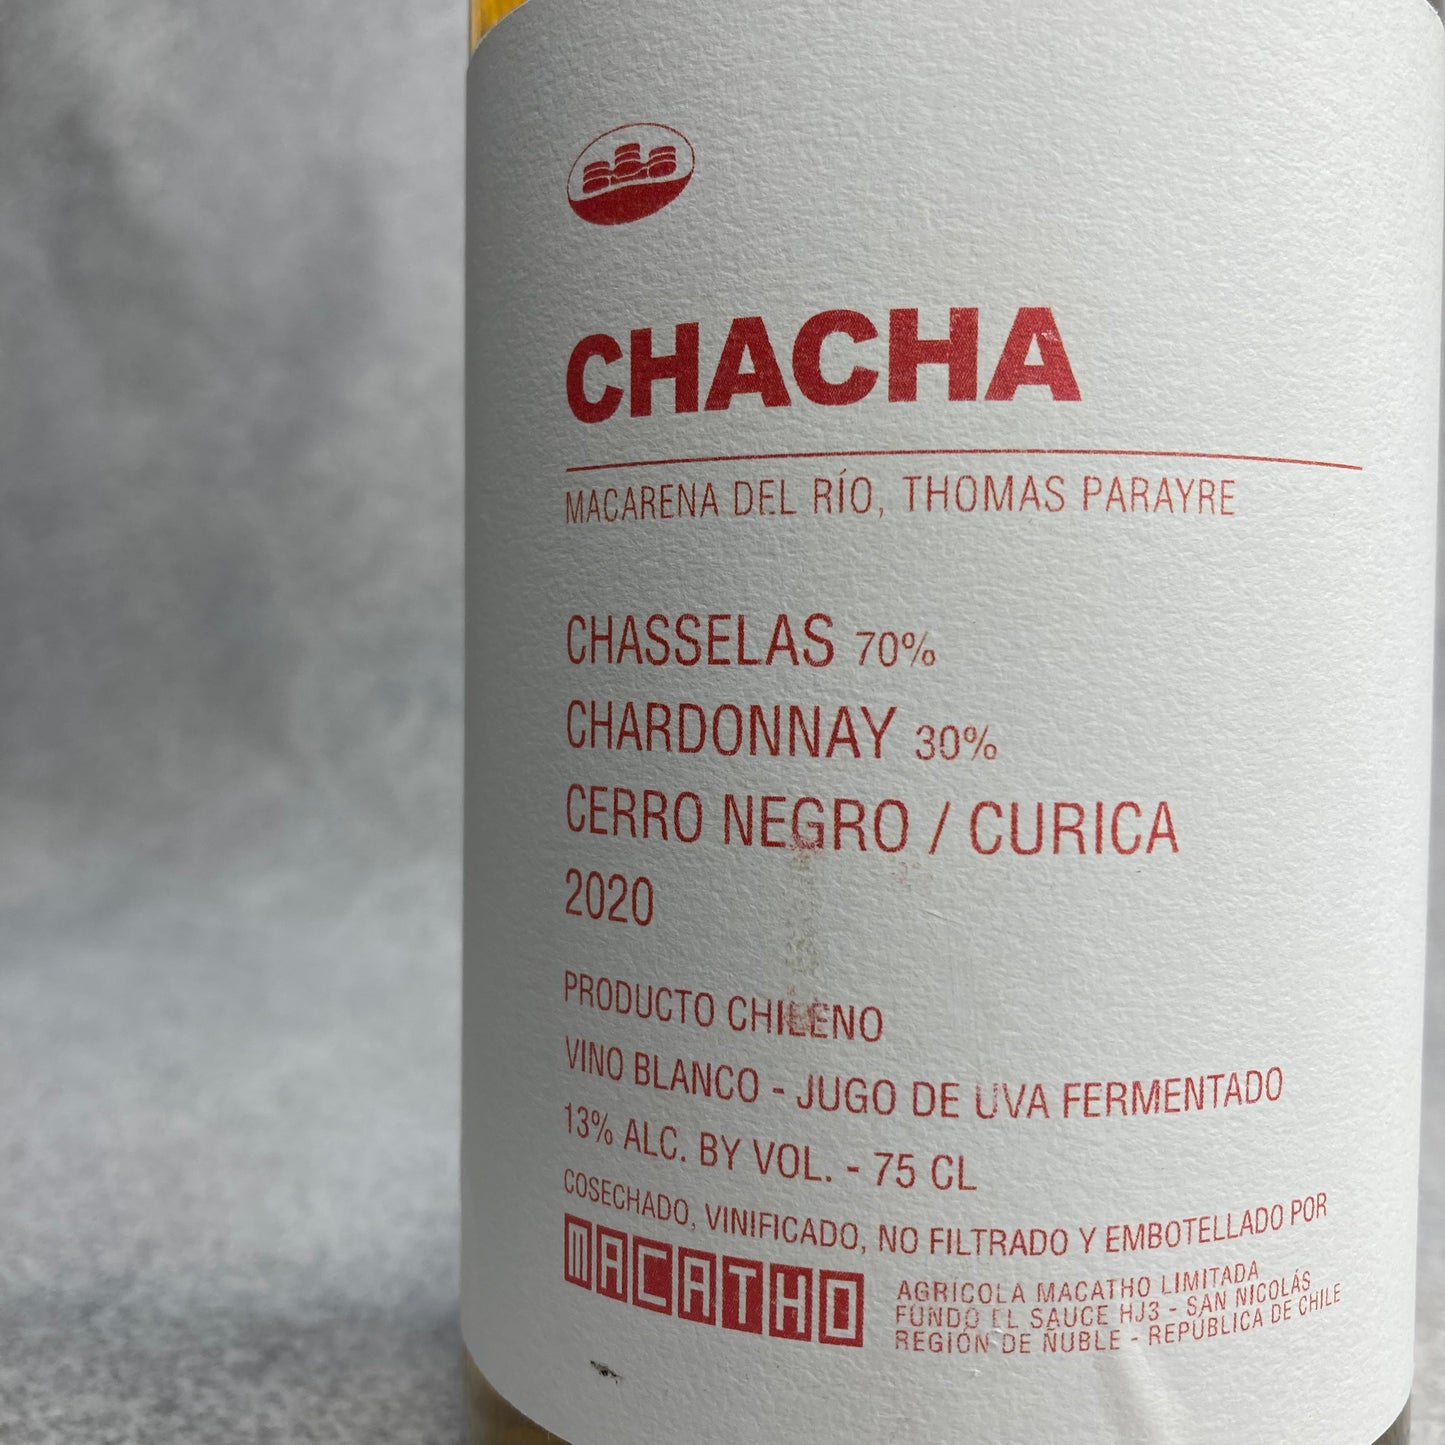 CHACHA
MACARENA DEL RÍO, THOMAS PARAYRE
CHASSELAS 70%
CHARDONNAY 30%
CERRO NEGRO / CURICA
2020
PRODUCTO CHILENO
VINO BLANCO - JUGO DE UVA FERMENTADO
13% ALC. BY VOL. - 75 CL
COSECHADO, VINIFICADO, NO FILTRADO Y EMBOTELLADO POR
MACATHO
AGRÍCOLA MACATHO LIMITADA
FUNDO EL SAUCE HJ3 - SAN NICOLÁS
REGIÓN DE ÑUBLE - REPÚBLICA DE CHILE